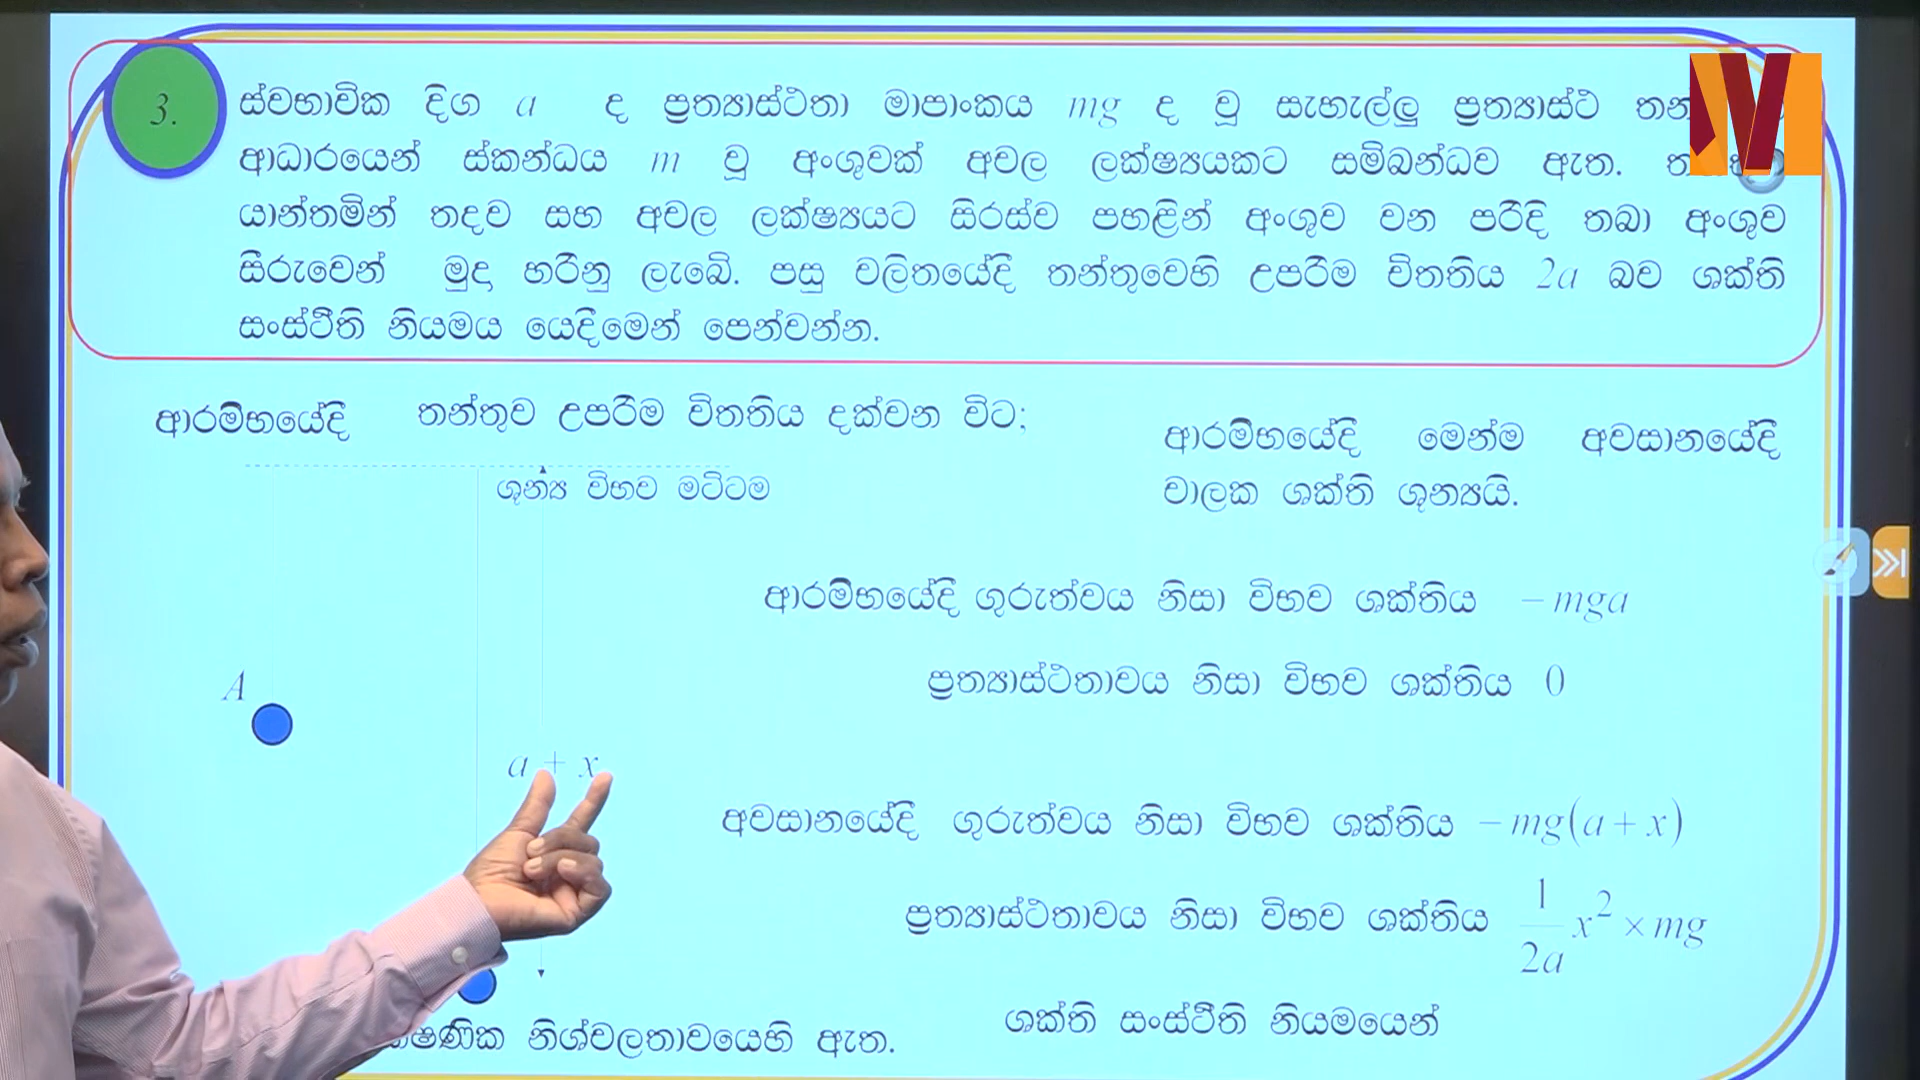 3.
ස්වභාවික දිග a ද ප්‍රත්‍යාස්ථතා මාපාංකය mg ද වූ සැහැල්ලු ප්‍රත්‍යාස්ථ
ආධාරයෙන් ස්කන්ධය m වූ අංශුවක් අචල ලක්ෂ්‍යයකට සම්බන්ධව ඇත.
යාන්තමින් තදව සහ අචල ලක්ෂ්‍යයට සිරස්ව පහළින් අංශුව වන පරිදි තබා අංශුව
සීරුවෙන් මුදා හරිනු ලැබේ. පසු චලිතයේදී තන්තුවෙහි උපරිම විතතිය 2a බව ශක්ති
සංස්ථිති නියමය යෙදීමෙන් පෙන්වන්න.
ආරම්භයේදී
තන්තුව උපරිම විතතිය දක්වන විට;
ආරම්භයේදී මෙන්ම අවසානයේදී
චාලක ශක්ති ශූන්‍යයි.
ශූන්‍ය විභව මට්ටම
ආරම්භයේදී ගුරුත්වය නිසා විභව ශක්තිය −mga
ප්‍රත්‍යාස්ථතාවය නිසා විභව ශක්තිය 0
A
a + x
අවසානයේදී ගුරුත්වය නිසා විභව ශක්තිය −mg(a + x)
ප්‍රත්‍යාස්ථතාවය නිසා විභව ශක්තිය 1/2a x² × mg
ශක්ති සංස්ථිති නියමයෙන්
නිශ්චලතාවයෙහි ඇත.